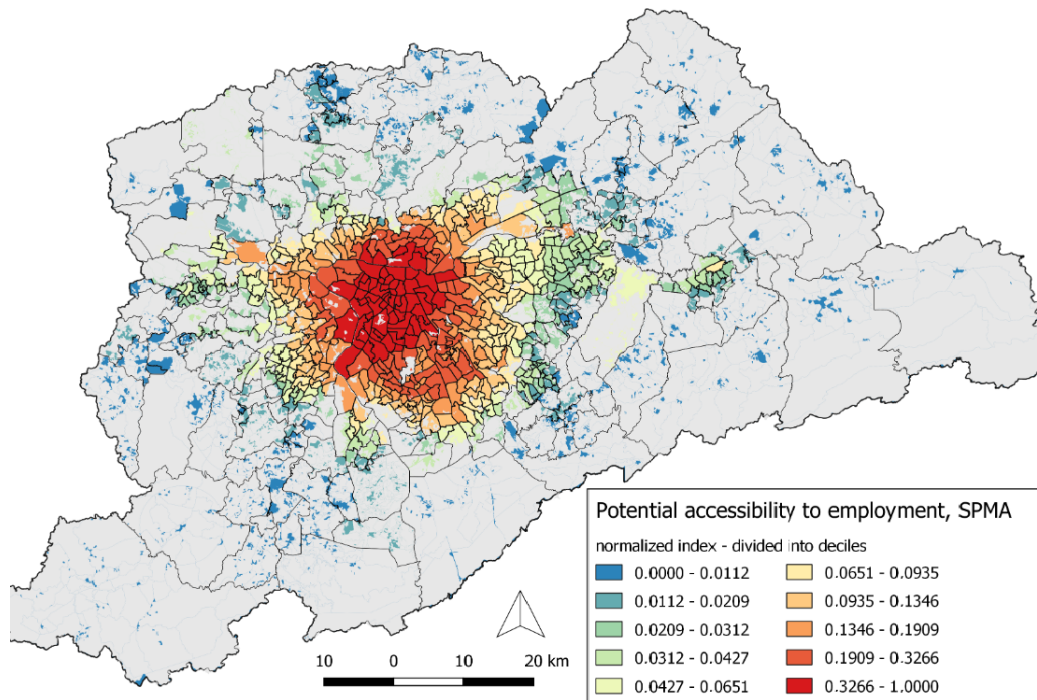 Potential accessibility to employment, SPMA
normalized index - divided into deciles
0.0000 - 0.0112
0.0112 - 0.0209
0.0209 - 0.0312
0.0312 - 0.0427
0.0427 - 0.0651
0.0651 - 0.0935
0.0935 - 0.1346
0.1346 - 0.1909
0.1909 - 0.3266
0.3266 - 1.0000
10 0 10 20 km